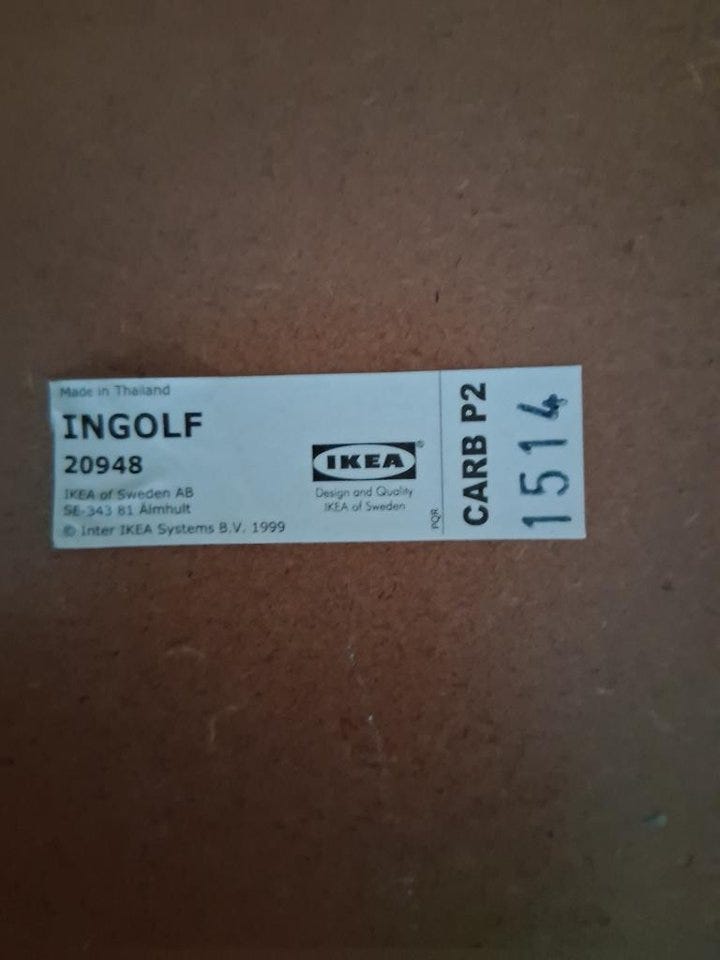 Made in Thailand
INGOLF
20948
IKEA of Sweden AB
SE-343 81 Älmhult
© Inter IKEA Systems B.V. 1999
IKEA®
Design and Quality
IKEA of Sweden
PQR
CARB P2
1514